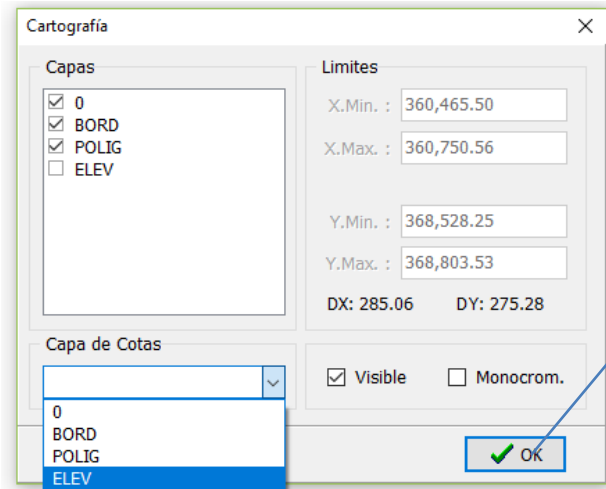 Cartografía
Capas
0
BORD
POLIG
ELEV
Limites
X.Min. : 360,465.50
X.Max. : 360,750.56
Y.Min. : 368,528.25
Y.Max. : 368,803.53
DX: 285.06 DY: 275.28
Capa de Cotas
0
BORD
POLIG
ELEV
Visible Monocrom.
OK